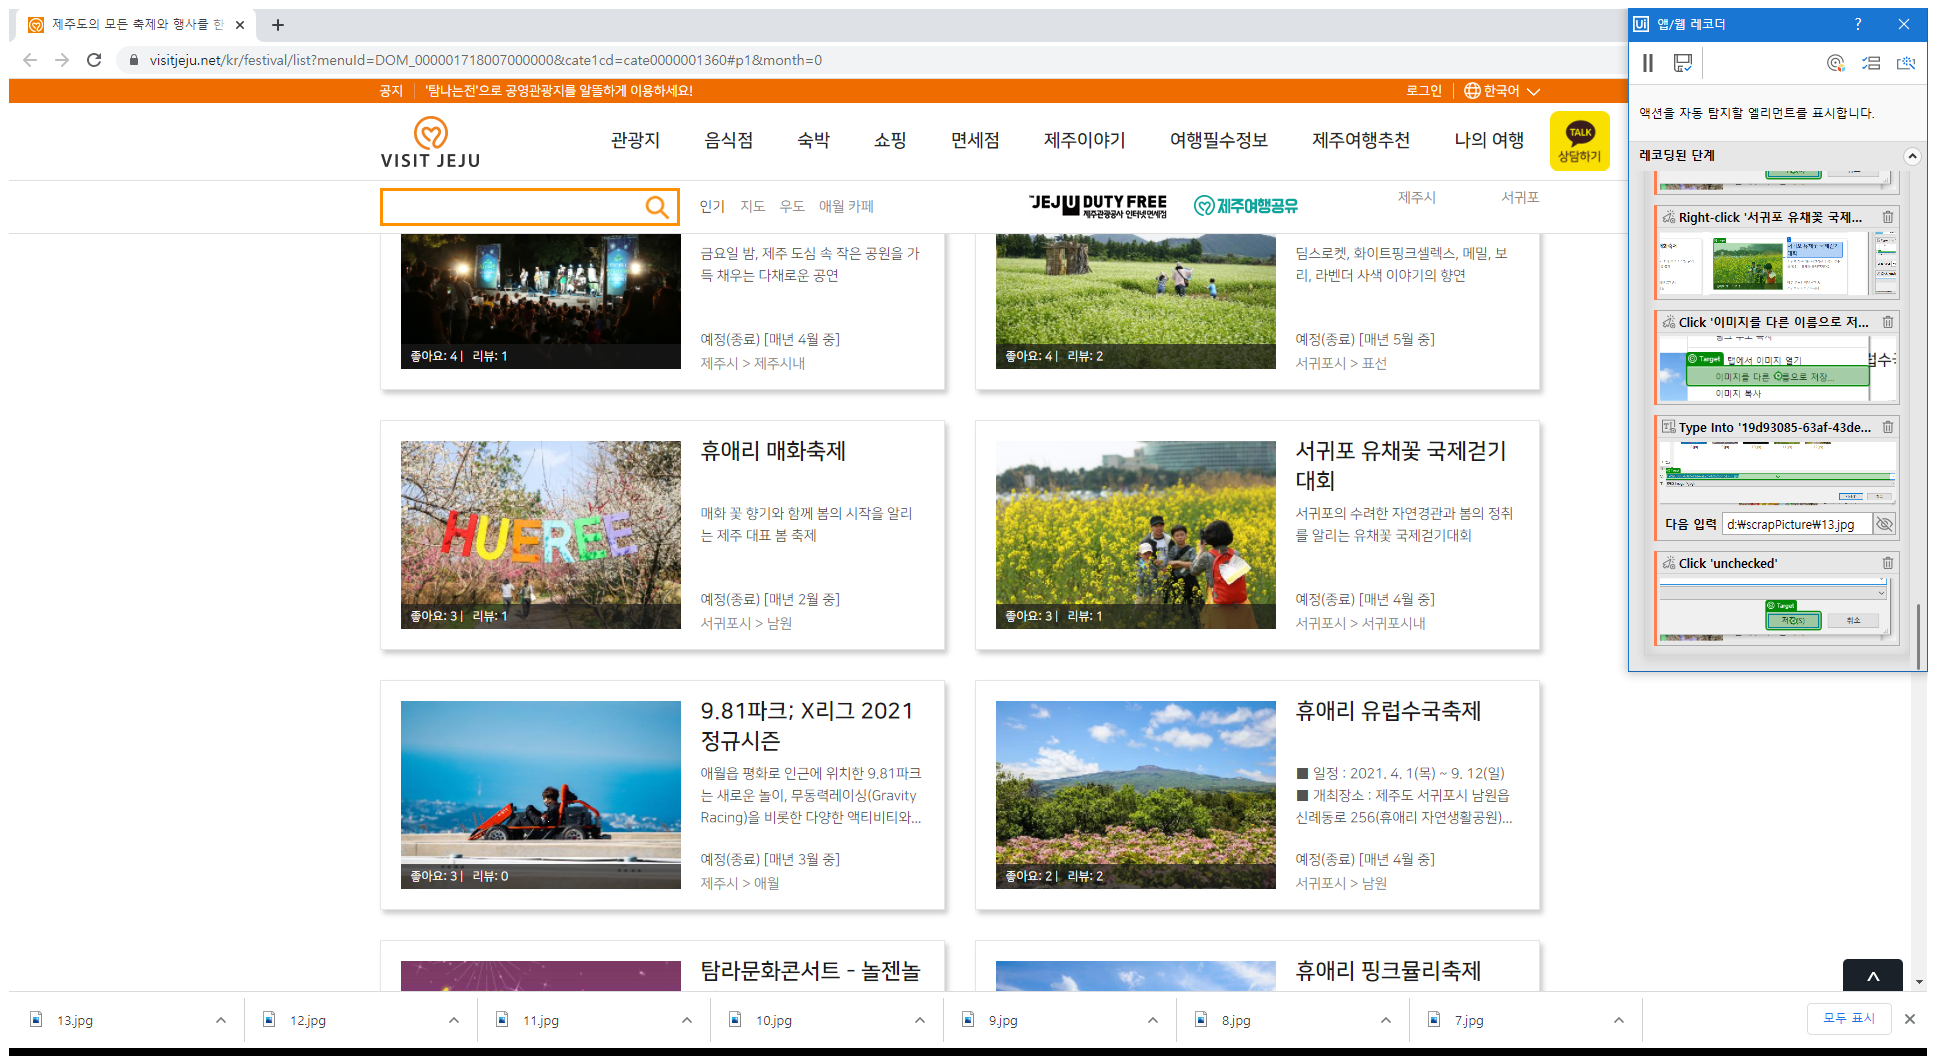 제주도의 모든 축제와 행사를 한
visitjeju.net/kr/festival/list?menuId=DOM_000001718007000000&cate1cd=cate0000001360#p1&month=0
공지
'탐나는전'으로 공영관광지를 알뜰하게 이용하세요!
로그인
한국어
VISIT JEJU
관광지
음식점
숙박
쇼핑
면세점
제주이야기
여행필수정보
제주여행추천
나의 여행
TALK
상담하기
인기
지도
우도
애월 카페
JEJU DUTY FREE
제주관광공사 인터넷면세점
제주여행공유
제주시
서귀포
금요일 밤, 제주 도심 속 작은 공원을 가
득 채우는 다채로운 공연
예정(종료) [매년 4월 중]
제주시 > 제주시내
좋아요: 4 | 리뷰: 1
딤스로켓, 화이트핑크셀렉스, 메밀, 보
리, 라벤더 사색 이야기의 향연
예정(종료) [매년 5월 중]
서귀포시 > 표선
좋아요: 4 | 리뷰: 2
휴애리 매화축제
매화 꽃 향기와 함께 봄의 시작을 알리
는 제주 대표 봄 축제
예정(종료) [매년 2월 중]
서귀포시 > 남원
HUEREE
좋아요: 3 | 리뷰: 1
서귀포 유채꽃 국제걷기
대회
서귀포의 수려한 자연경관과 봄의 정취
를 알리는 유채꽃 국제걷기대회
예정(종료) [매년 4월 중]
서귀포시 > 서귀포시내
좋아요: 3 | 리뷰: 1
9.81파크; X리그 2021
정규시즌
애월읍 평화로 인근에 위치한 9.81파크
는 새로운 놀이, 무동력레이싱(Gravity
Racing)을 비롯한 다양한 액티비티와...
예정(종료) [매년 3월 중]
제주시 > 애월
좋아요: 3 | 리뷰: 0
휴애리 유럽수국축제
■ 일정 : 2021. 4. 1(목) ~ 9. 12(일)
■ 개최장소 : 제주도 서귀포시 남원읍
신례동로 256(휴애리 자연생활공원)...
예정(종료) [매년 4월 중]
서귀포시 > 남원
좋아요: 2 | 리뷰: 2
탐라문화콘서트 - 놀젠놀
휴애리 핑크뮬리축제
13.jpg
12.jpg
11.jpg
10.jpg
9.jpg
8.jpg
7.jpg
모두 표시
Ui 앱/웹 레코더
?
액션을 자동 탐지할 엘리먼트를 표시합니다.
레코딩된 단계
Right-click '서귀포 유채꽃 국제...
Click '이미지를 다른 이름으로 저...
Target
탭에서 이미지 열기
이미지를 다른 이름으로 저장...
이미지 복사
Type Into '19d93085-63af-43de...
다음 입력
d:\scrapPicture\13.jpg
Click 'unchecked'
Target
저장(S)
취소